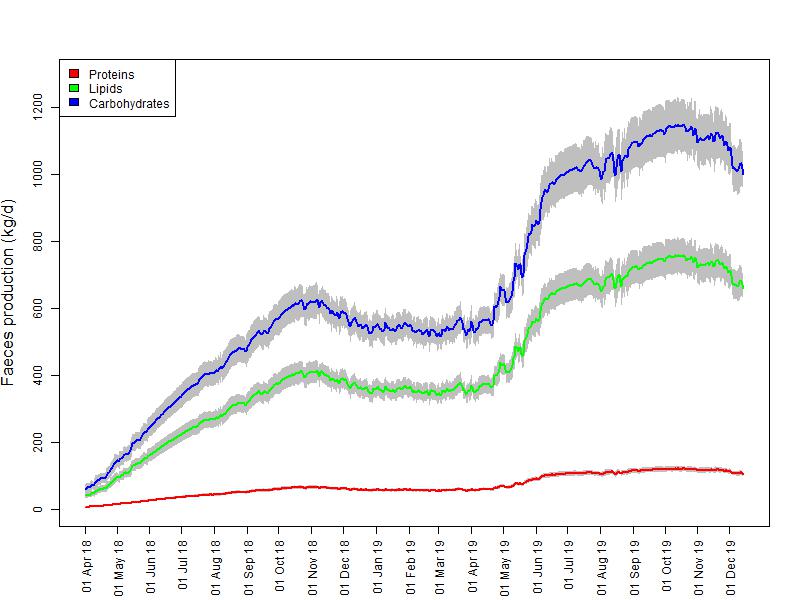 Proteins
Lipids
Carbohydrates
Faeces production (kg/d)
1200
1000
800
600
400
200
0
01 Apr 18
01 May 18
01 Jun 18
01 Jul 18
01 Aug 18
01 Sep 18
01 Oct 18
01 Nov 18
01 Dec 18
01 Jan 19
01 Feb 19
01 Mar 19
01 Apr 19
01 May 19
01 Jun 19
01 Jul 19
01 Aug 19
01 Sep 19
01 Oct 19
01 Nov 19
01 Dec 19